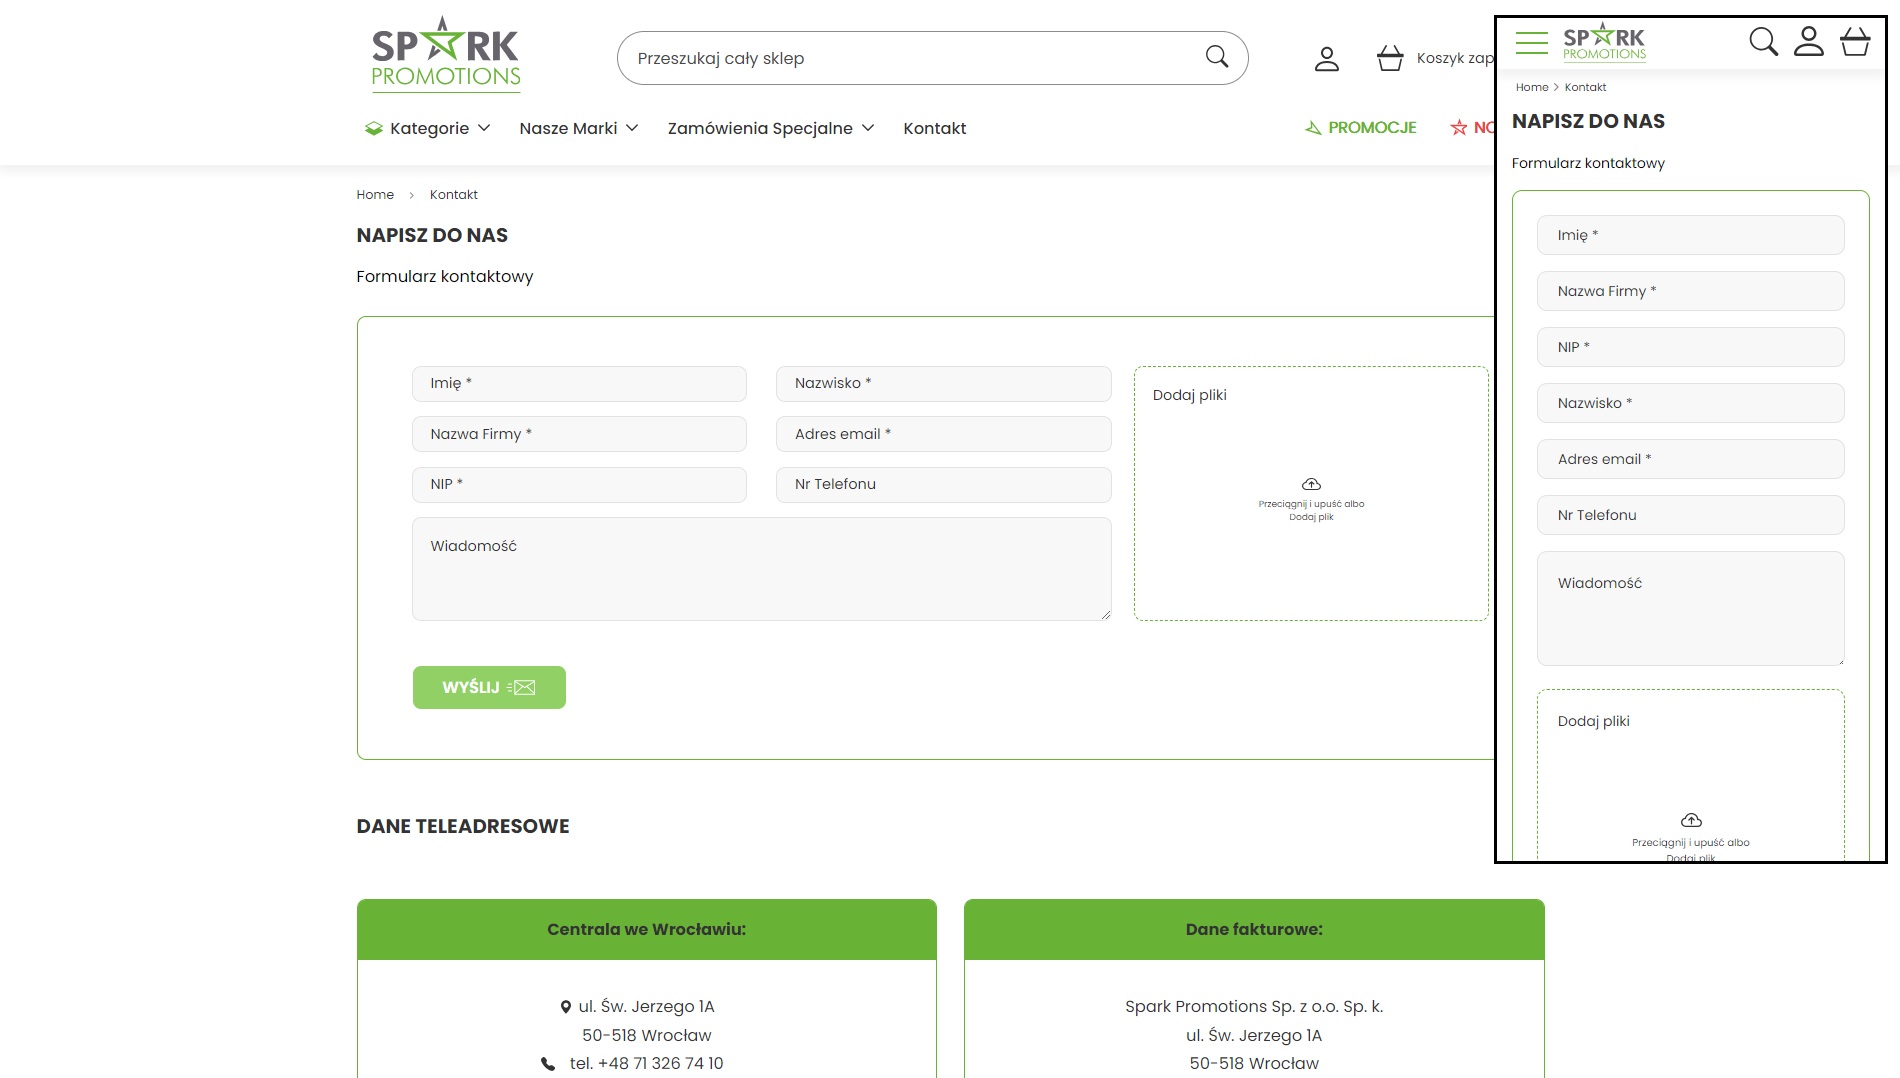 SPARK
PROMOTIONS
Przeszukaj cały sklep
Koszyk zap
Kategorie
Nasze Marki
Zamówienia Specjalne
Kontakt
PROMOCJE
NO
Home
Kontakt
NAPISZ DO NAS
Formularz kontaktowy
Imię *
Nazwisko *
Nazwa Firmy *
Adres email *
NIP *
Nr Telefonu
Wiadomość
Dodaj pliki
Przeciągnij i upuść albo
Dodaj plik
WYŚLIJ
DANE TELEADRESOWE
Centrala we Wrocławiu:
ul. Św. Jerzego 1A
50-518 Wrocław
tel. +48 71 326 74 10
Dane fakturowe:
Spark Promotions Sp. z o.o. Sp. k.
ul. Św. Jerzego 1A
50-518 Wrocław
SPARK
PROMOTIONS
Home
Kontakt
NAPISZ DO NAS
Formularz kontaktowy
Imię *
Nazwa Firmy *
NIP *
Nazwisko *
Adres email *
Nr Telefonu
Wiadomość
Dodaj pliki
Przeciągnij i upuść albo
Dodaj plik